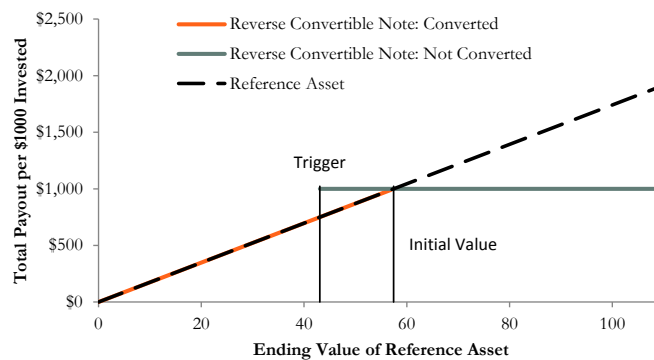 $2,500
$2,000
$1,500
$1,000
$500
$0
Total Payout per $1000 Invested
Reverse Convertible Note: Converted
Reverse Convertible Note: Not Converted
Reference Asset
Trigger
Initial Value
0 20 40 60 80 100
Ending Value of Reference Asset